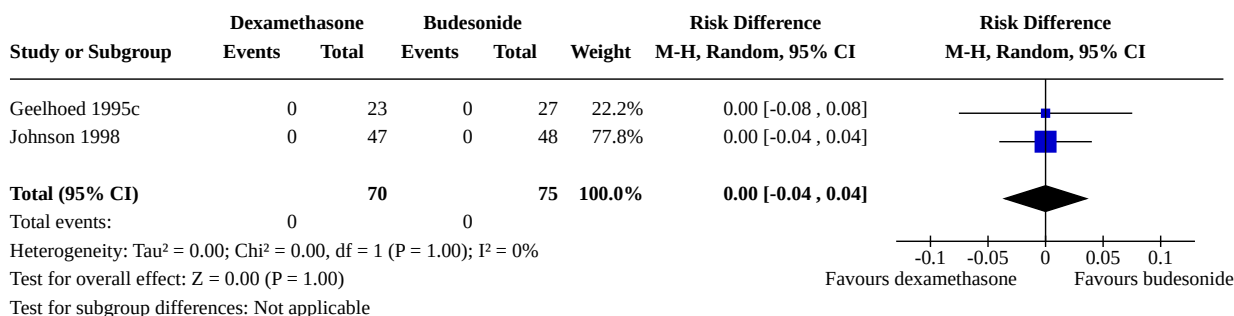 Dexamethasone Budesonide Risk Difference Risk Difference
Study or Subgroup Events Total Events Total Weight M-H, Random, 95% CI M-H, Random, 95% CI
Geelhoed 1995c 0 23 0 27 22.2% 0.00 [-0.08 , 0.08]
Johnson 1998 0 47 0 48 77.8% 0.00 [-0.04 , 0.04]
Total (95% CI) 70 75 100.0% 0.00 [-0.04 , 0.04]
Total events: 0 0
Heterogeneity: Tau² = 0.00; Chi² = 0.00, df = 1 (P = 1.00); I² = 0%
Test for overall effect: Z = 0.00 (P = 1.00)
Test for subgroup differences: Not applicable
-0.1 -0.05 0 0.05 0.1
Favours dexamethasone Favours budesonide